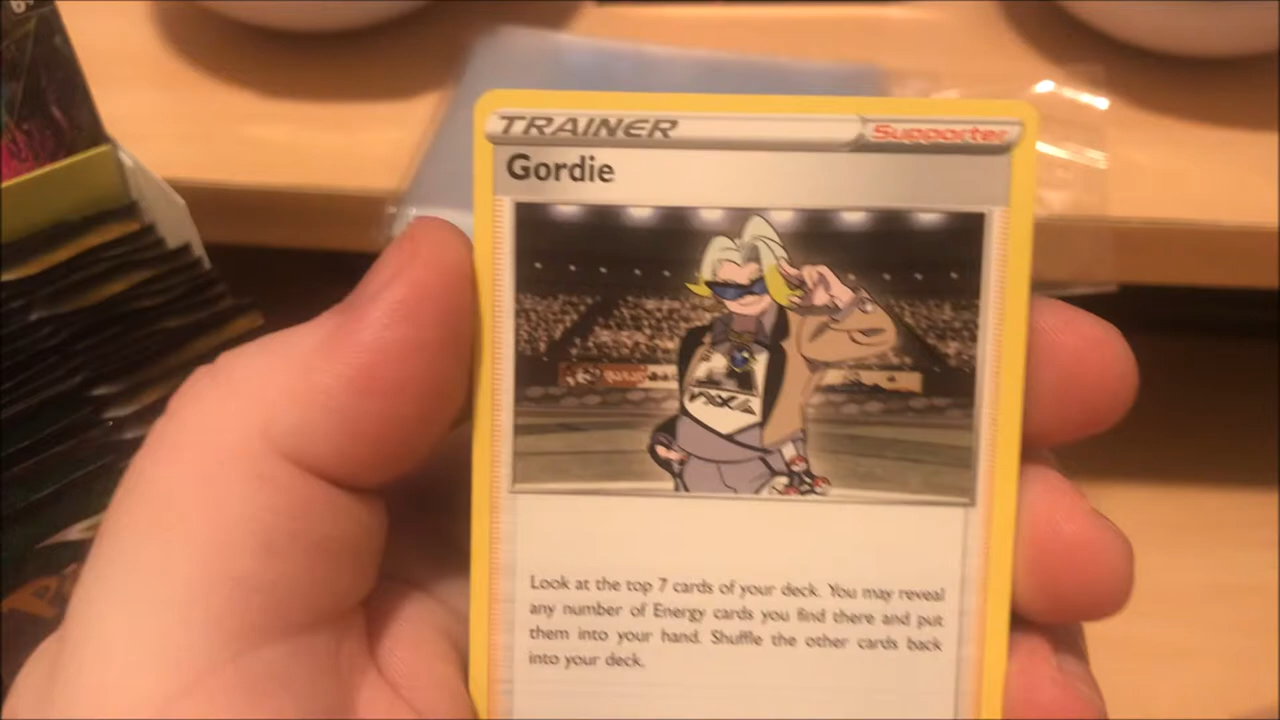 TRAINER Supporter
Gordie
Look at the top 7 cards of your deck. You may reveal
any number of Energy cards you find there and put
them into your hand. Shuffle the other cards back
into your deck.